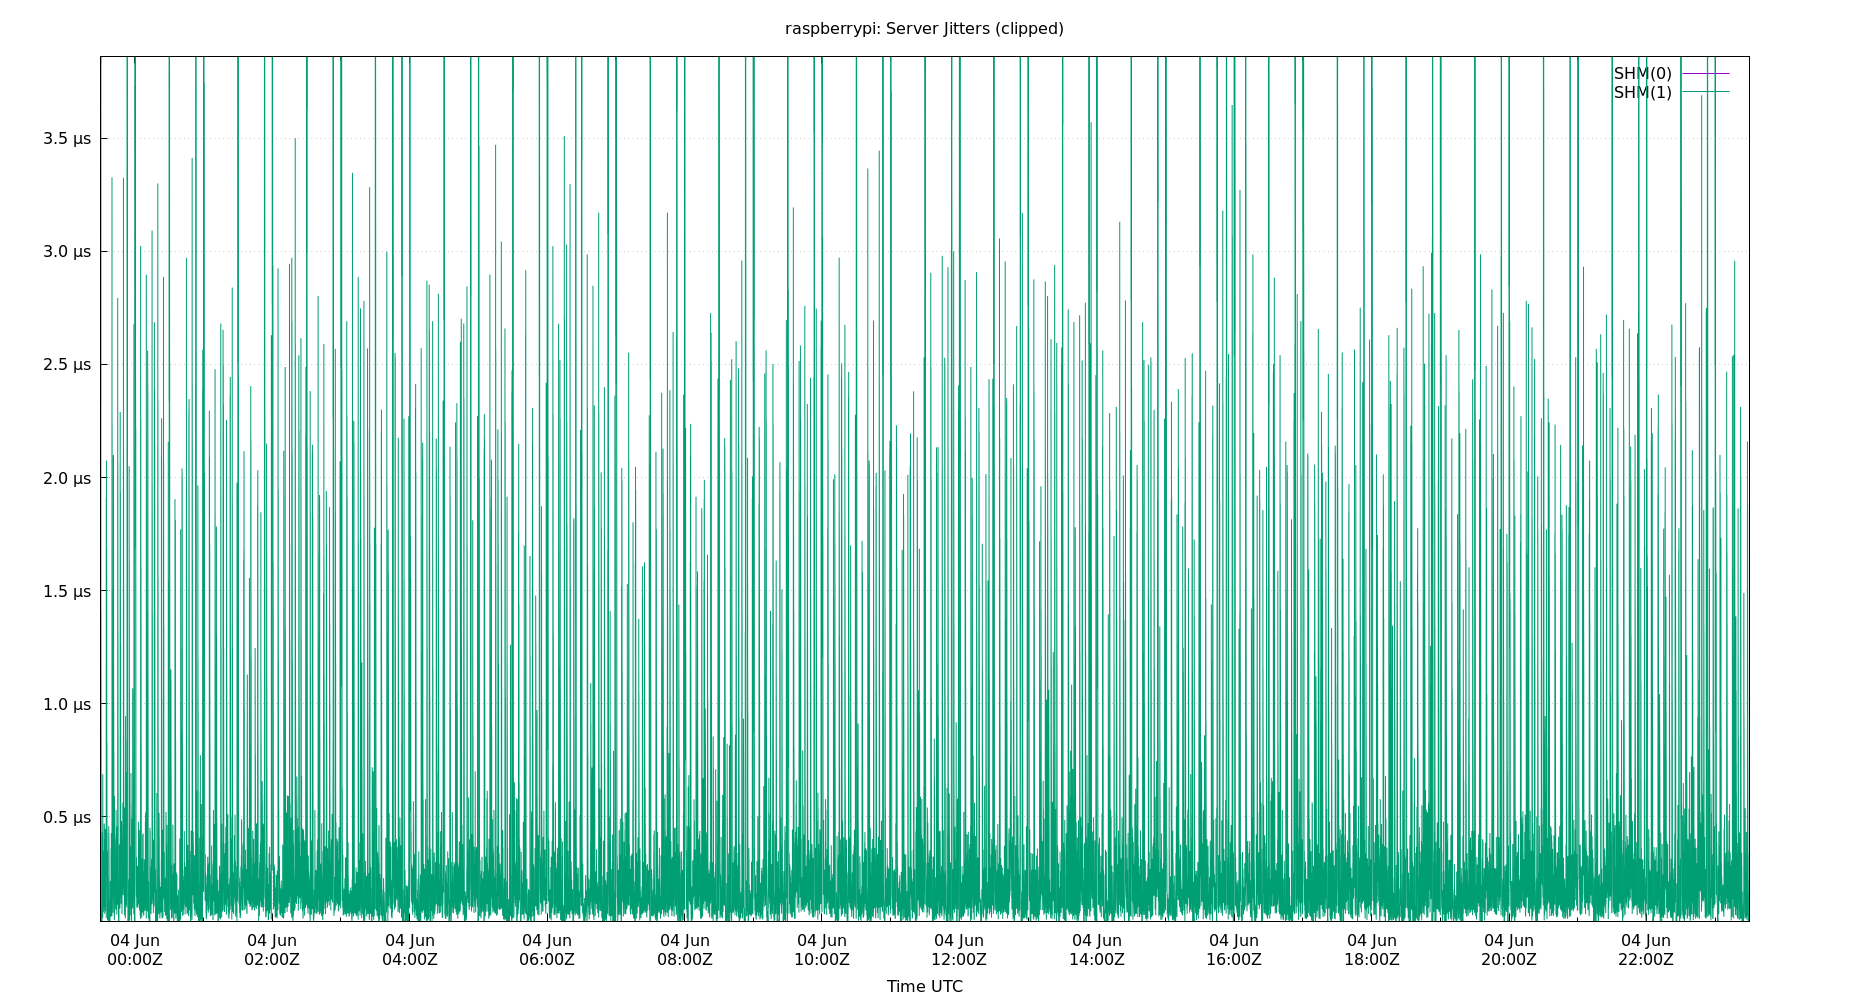 raspberrypi: Server Jitters (clipped)
SHM(0)
SHM(1)
3.5 µs
3.0 µs
2.5 µs
2.0 µs
1.5 µs
1.0 µs
0.5 µs
04 Jun 04 Jun 04 Jun 04 Jun 04 Jun 04 Jun 04 Jun 04 Jun 04 Jun 04 Jun 04 Jun 04 Jun
00:00Z 02:00Z 04:00Z 06:00Z 08:00Z 10:00Z 12:00Z 14:00Z 16:00Z 18:00Z 20:00Z 22:00Z
Time UTC